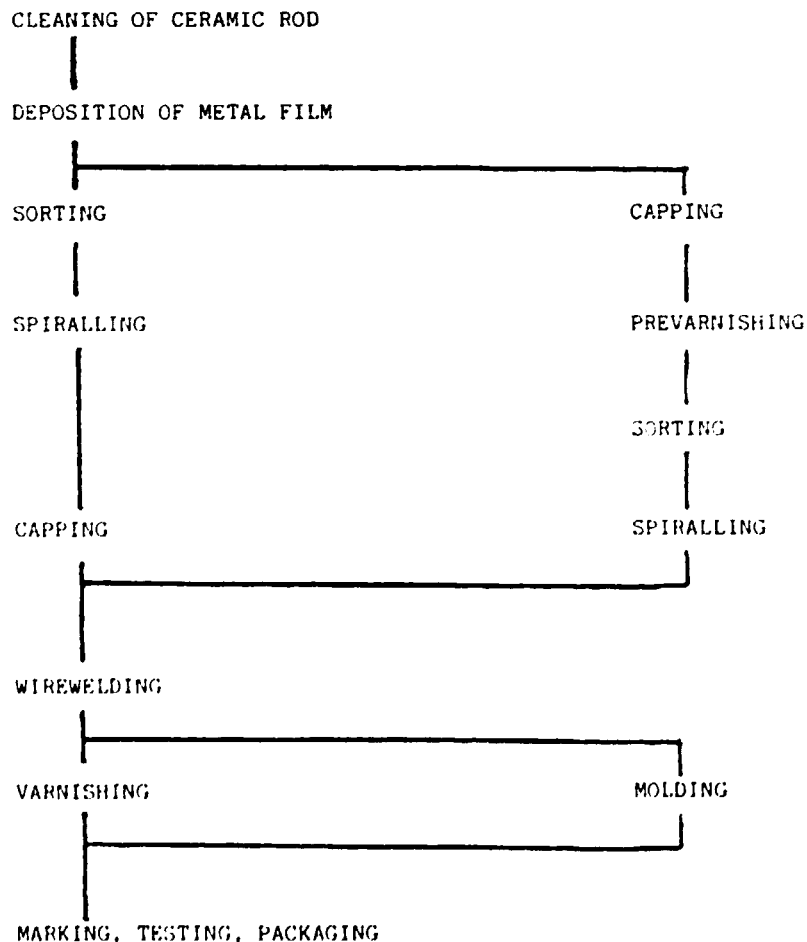 CLEANING OF CERAMIC ROD
DEPOSITION OF METAL FILM
SORTING
CAPPING
SPIRALLING
PREVARNISHING
SORTING
CAPPING
SPIRALLING
WIREWELDING
VARNISHING
MOLDING
MARKING, TESTING, PACKAGING